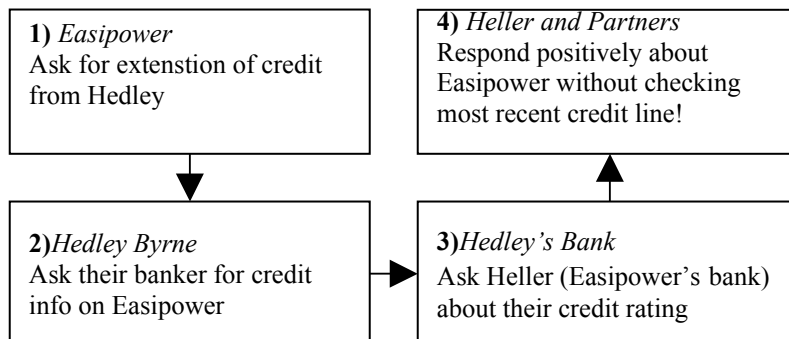 1) Easipower
Ask for extenstion of credit
from Hedley
2)Hedley Byrne
Ask their banker for credit
info on Easipower
3)Hedley’s Bank
Ask Heller (Easipower’s bank)
about their credit rating
4) Heller and Partners
Respond positively about
Easipower without checking
most recent credit line!